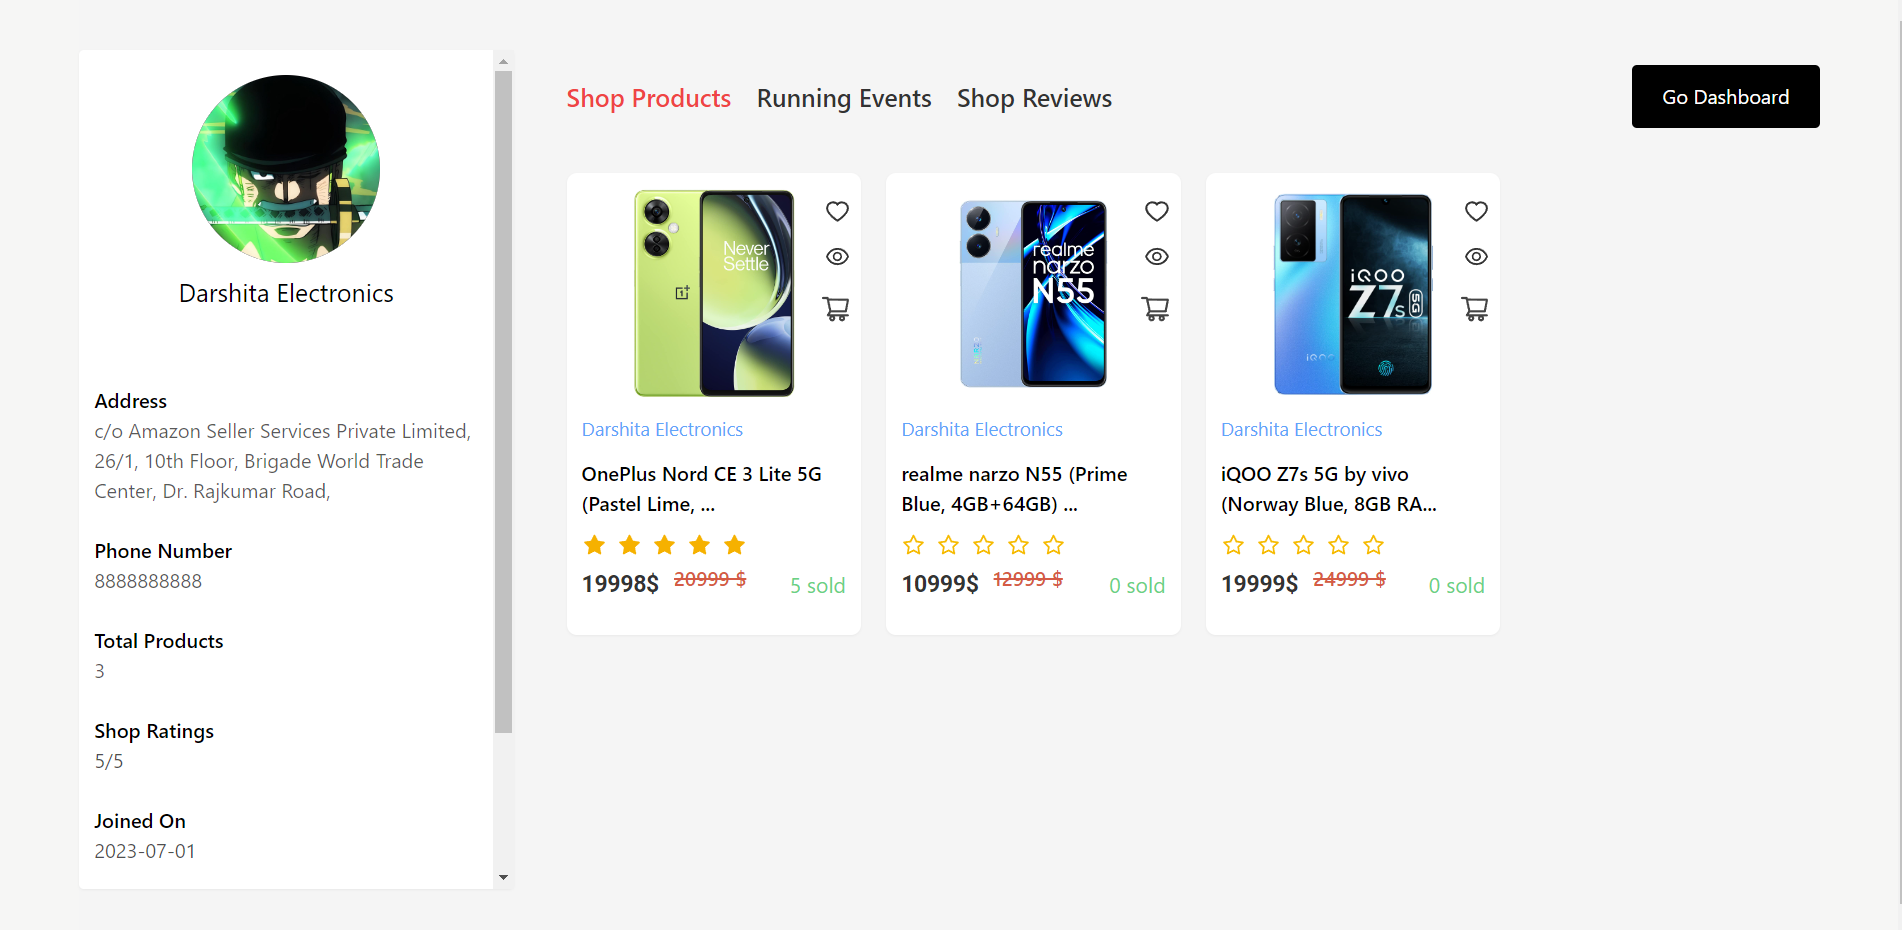 Darshita Electronics
Address
c/o Amazon Seller Services Private Limited,
26/1, 10th Floor, Brigade World Trade
Center, Dr. Rajkumar Road,
Phone Number
8888888888
Total Products
3
Shop Ratings
5/5
Joined On
2023-07-01
Shop Products
Running Events
Shop Reviews
Go Dashboard
Never
Settle
Darshita Electronics
OnePlus Nord CE 3 Lite 5G
(Pastel Lime, ...
19998$ 20999 $ 5 sold
realme
narzo
N55
Darshita Electronics
realme narzo N55 (Prime
Blue, 4GB+64GB) ...
10999$ 12999 $ 0 sold
iQOO
iQOO
Z7s 5G
Darshita Electronics
iQOO Z7s 5G by vivo
(Norway Blue, 8GB RA...
19999$ 24999 $ 0 sold